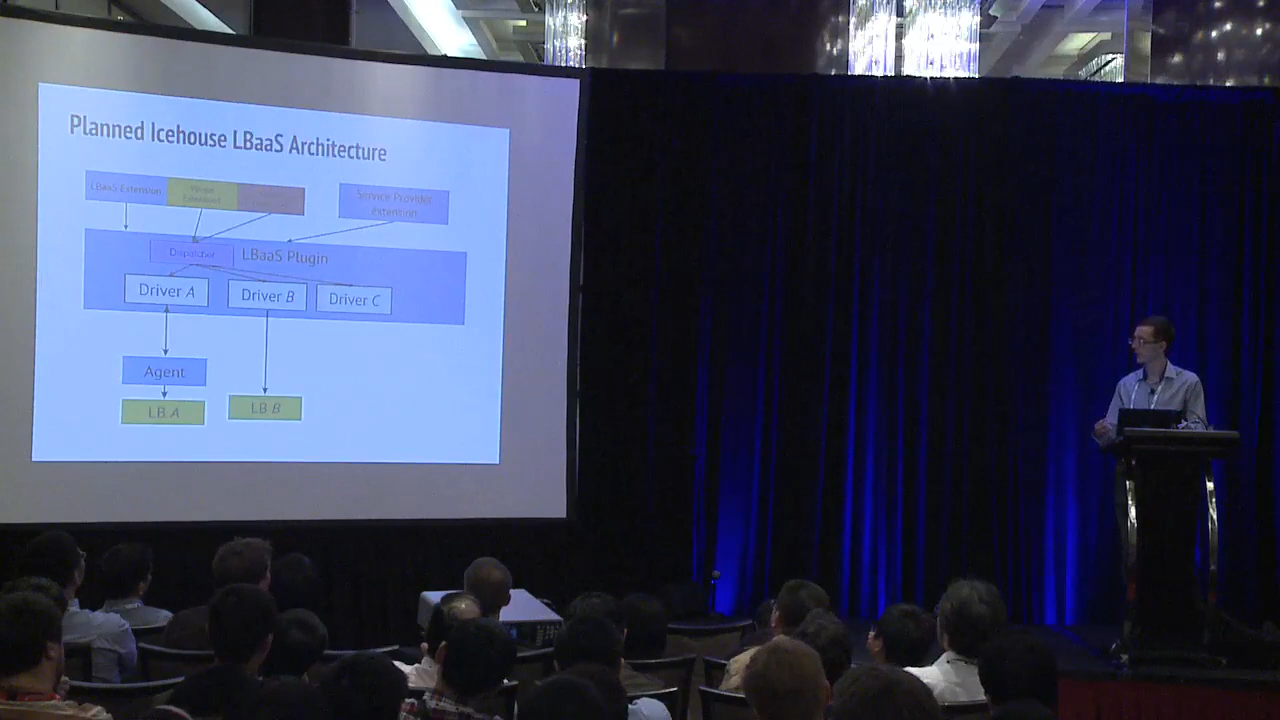 Planned Icehouse LBaaS Architecture
LBaaS Extension
Service Provider
extension
Dispatcher
LBaaS Plugin
Driver A
Driver B
Driver C
Agent
LB A
LB B